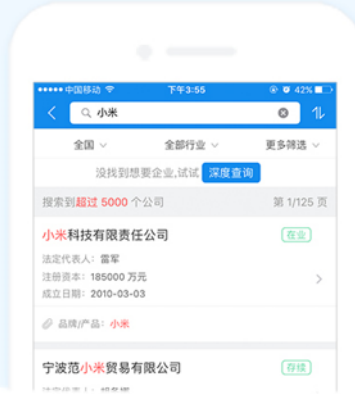 中国移动 下午3:55 42%
小米
全国 全部行业 更多筛选
没找到想要企业,试试 深度查询
搜索到超过 5000 个公司 第 1/125 页
小米科技有限责任公司 在业
法定代表人: 雷军
注册资本: 185000 万元
成立日期: 2010-03-03
品牌/产品: 小米
宁波范小米贸易有限公司 存续